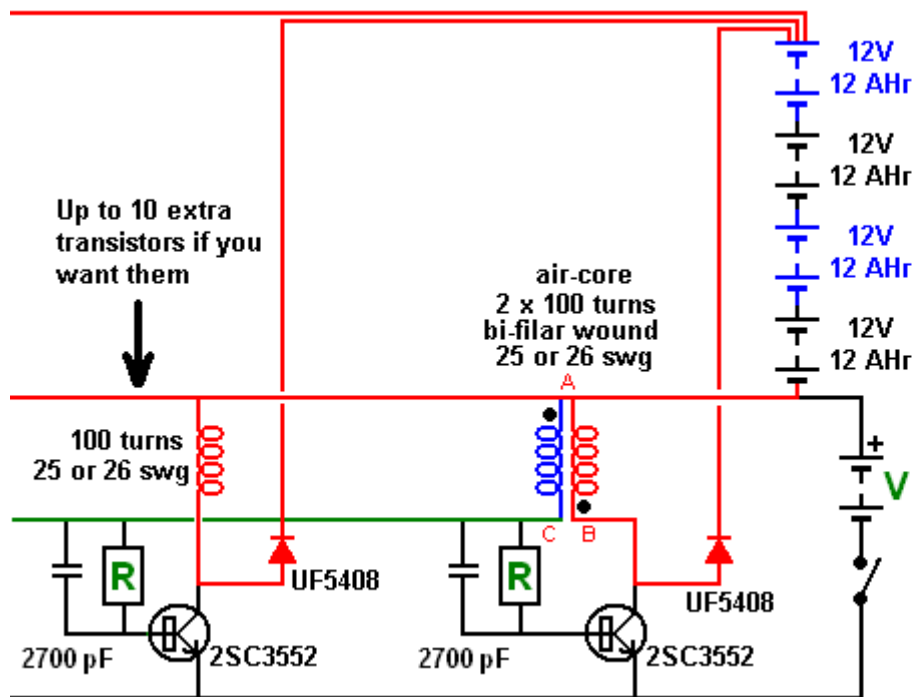 12V
12 AHr
12V
12 AHr
Up to 10 extra
transistors if you
want them
12V
12 AHr
air-core
2 x 100 turns
bi-filar wound
25 or 26 swg
12V
12 AHr
A
100 turns
25 or 26 swg
+
V
C
B
R
UF5408
R
UF5408
2700 pF
2SC3552
2700 pF
2SC3552